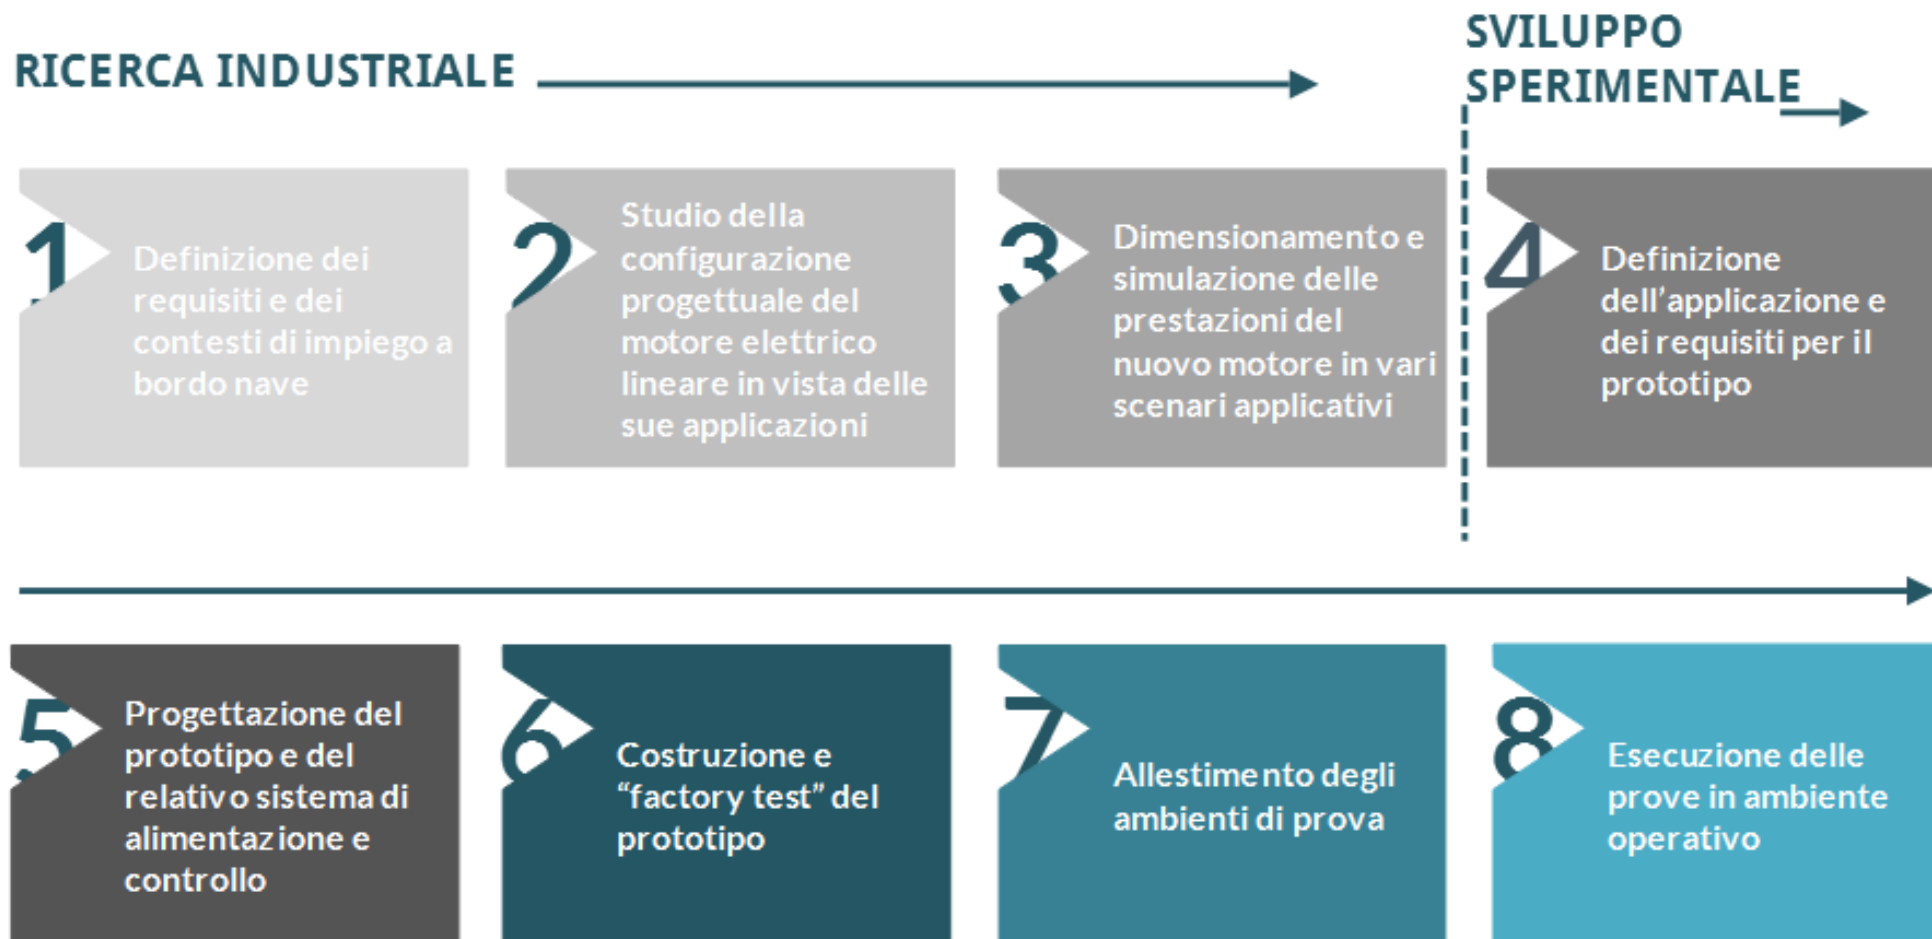 RICERCA INDUSTRIALE
SVILUPPO
SPERIMENTALE
1
Definizione dei
requisiti e dei
contesti di impiego a
bordo nave
2
Studio della
configurazione
progettuale del
motore elettrico
lineare in vista delle
sue applicazioni
3
Dimensionamento e
simulazione delle
prestazioni del
nuovo motore in vari
scenari applicativi
4
Definizione
dell’applicazione e
dei requisiti per il
prototipo
5
Progettazione del
prototipo e del
relativo sistema di
alimentazione e
controllo
6
Costruzione e
“factory test” del
prototipo
7
Allestimento degli
ambienti di prova
8
Esecuzione delle
prove in ambiente
operativo